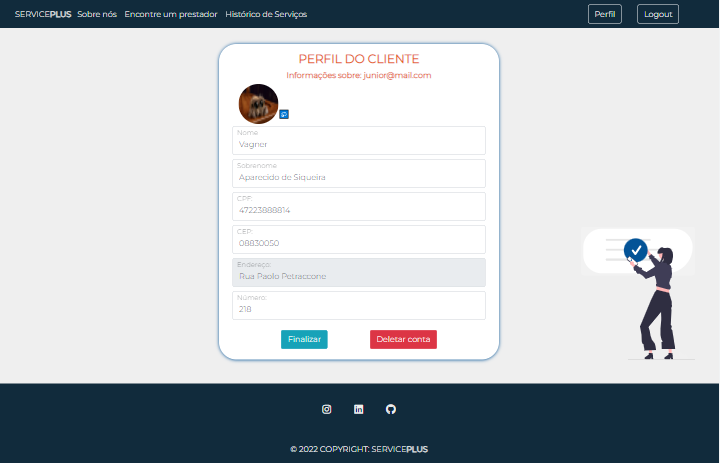 SERVICEPLUS Sobre nós Encontre um prestador Histórico de Serviços Perfil Logout
PERFIL DO CLIENTE
Informações sobre: junior@mail.com
Nome
Vagner
Sobrenome
Aparecido de Siqueira
CPF:
47223888814
CEP:
08830050
Endereço:
Rua Paolo Petraccone
Número:
218
Finalizar Deletar conta
© 2022 COPYRIGHT: SERVICEPLUS